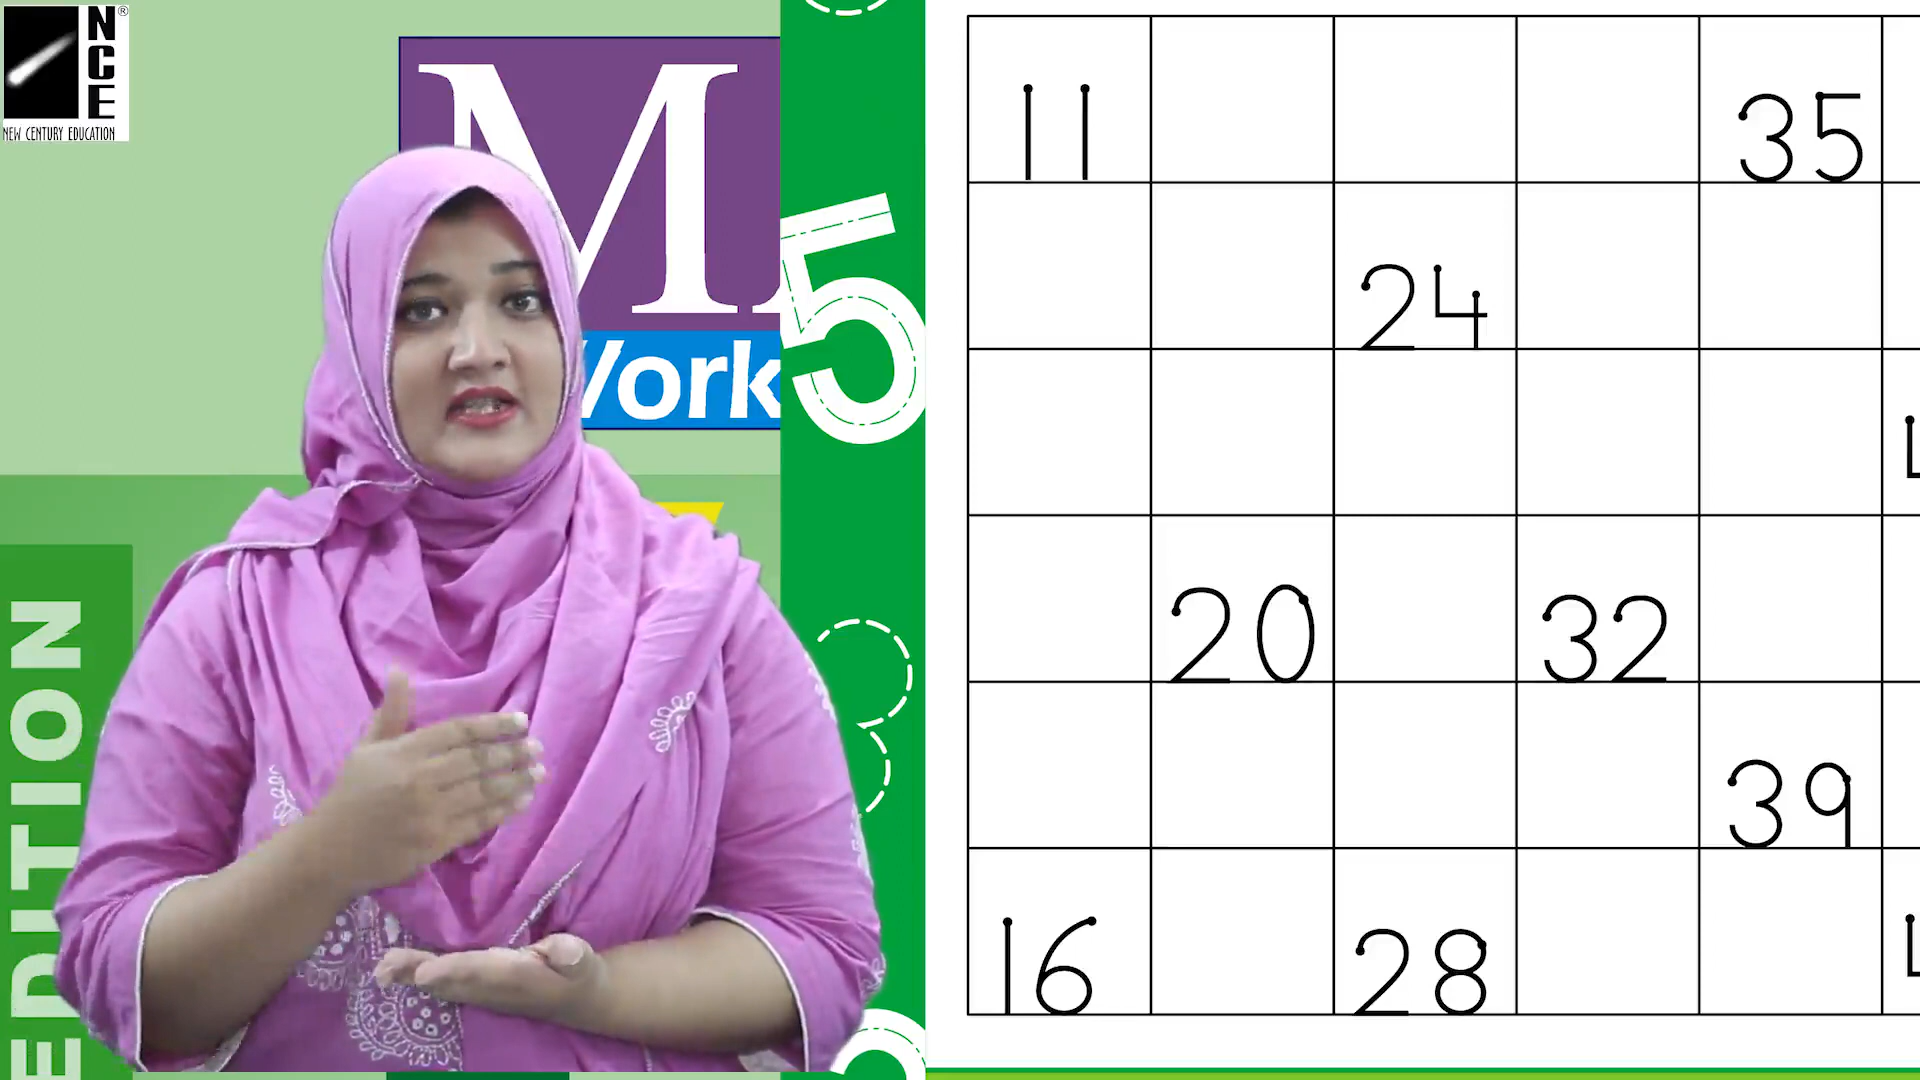 NCE
NEW CENTURY EDUCATION
M
Work
5
EDITION
11 35
24
20 32
39
16 28